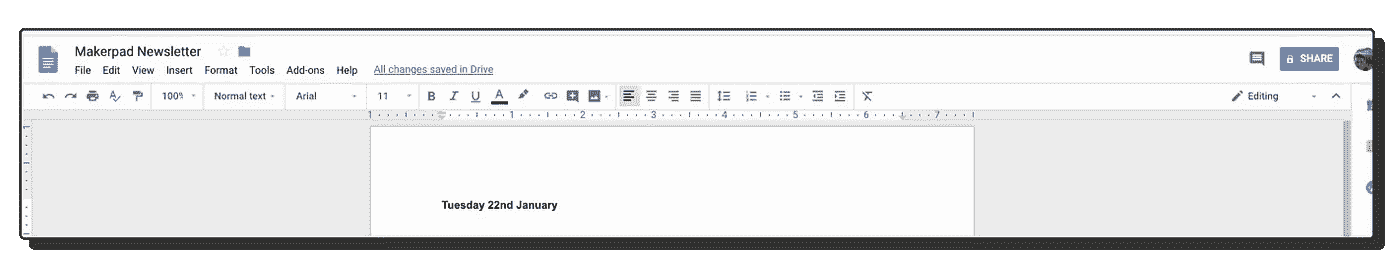 Makerpad Newsletter
File Edit View Insert Format Tools Add-ons Help All changes saved in Drive
SHARE
100% Normal text Arial 11 B I U A Editing
1 1 2 3 4 5 6 7
Tuesday 22nd January